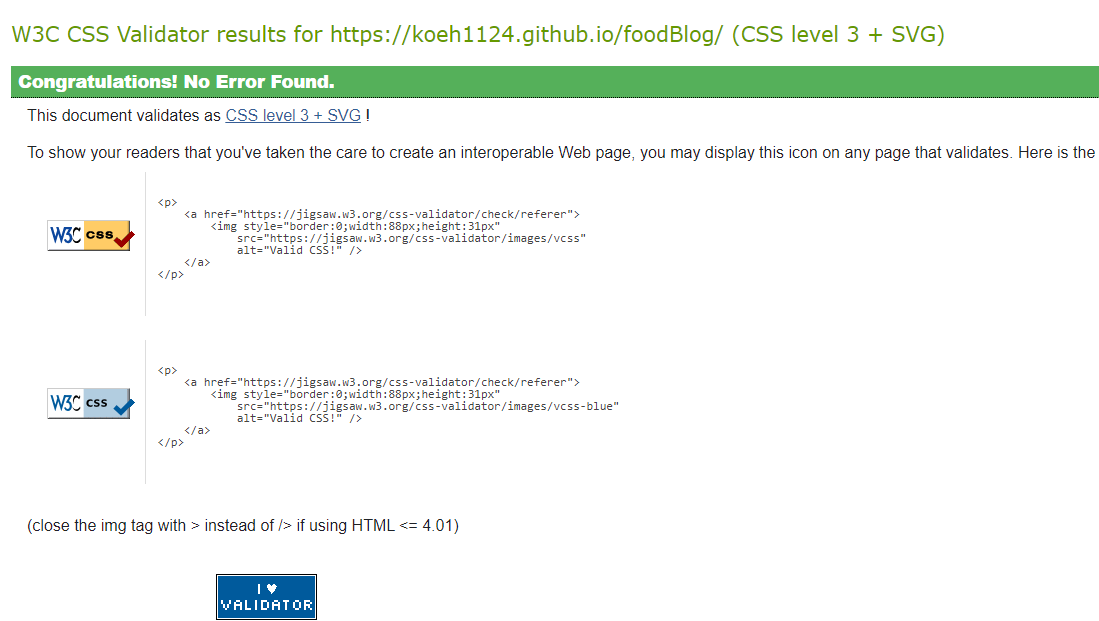 W3C CSS Validator results for https://koeh1124.github.io/foodBlog/ (CSS level 3 + SVG)
Congratulations! No Error Found.
This document validates as CSS level 3 + SVG !
To show your readers that you've taken the care to create an interoperable Web page, you may display this icon on any page that validates. Here is the
W3C css
<p>
<a href="https://jigsaw.w3.org/css-validator/check/referer">
<img style="border:0;width:88px;height:31px"
src="https://jigsaw.w3.org/css-validator/images/vcss"
alt="Valid CSS!" />
</a>
</p>
W3C css
<p>
<a href="https://jigsaw.w3.org/css-validator/check/referer">
<img style="border:0;width:88px;height:31px"
src="https://jigsaw.w3.org/css-validator/images/vcss-blue"
alt="Valid CSS!" />
</a>
</p>
(close the img tag with > instead of /> if using HTML <= 4.01)
I ♥
VALIDATOR